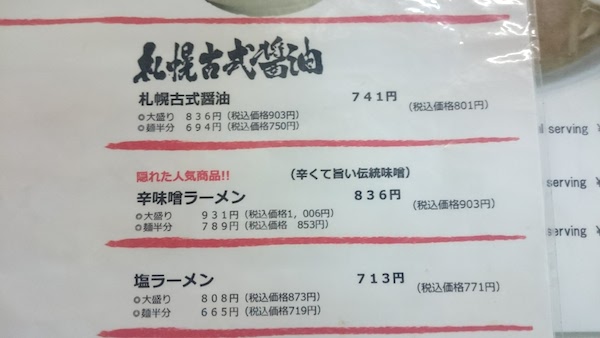 札幌古式醤油
札幌古式醤油 741円 (税込価格801円)
◎大盛り 836円(税込価格903円)
◎麺半分 694円(税込価格750円)
隠れた人気商品!! (辛くて旨い伝統味噌)
辛味噌ラーメン 836円 (税込価格903円)
◎大盛り 931円(税込価格1,006円)
◎麺半分 789円(税込価格 853円)
塩ラーメン 713円 (税込価格771円)
◎大盛り 808円(税込価格873円)
◎麺半分 665円(税込価格719円)
serving
serving
serving